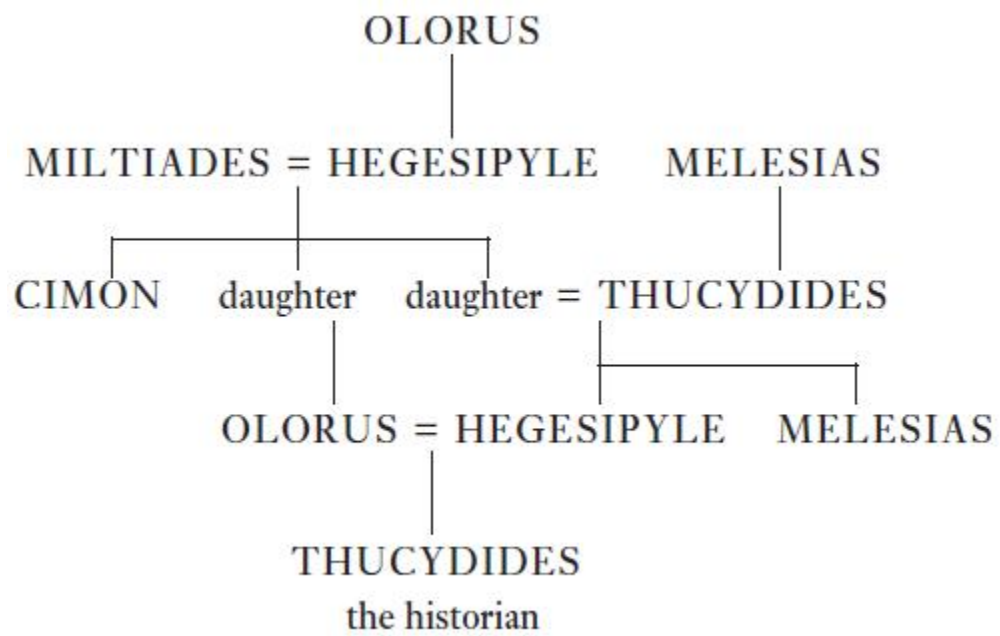 OLORUS
MILTIADES = HEGESIPYLE MELESIAS
CIMON daughter daughter = THUCYDIDES
OLORUS = HEGESIPYLE MELESIAS
THUCYDIDES
the historian